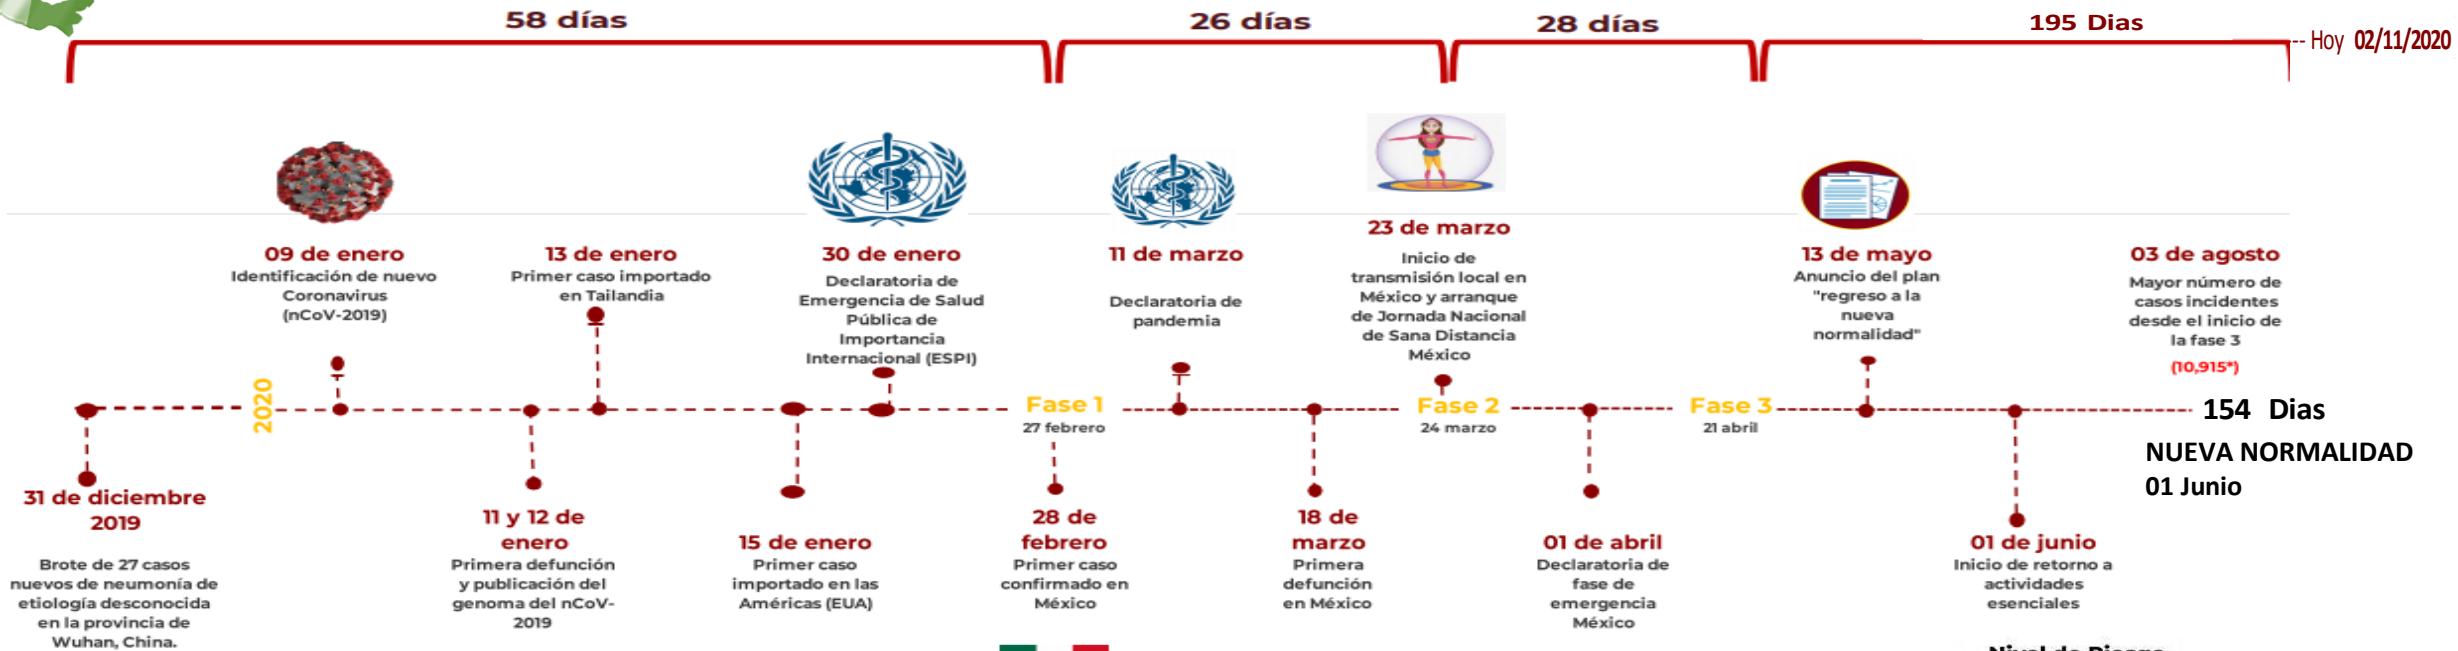 58 días
26 días
28 días
195 Dias
-- Hoy 02/11/2020
09 de enero
Identificación de nuevo
Coronavirus
(nCoV-2019)
13 de enero
Primer caso importado
en Tailandia
30 de enero
Declaratoria de
Emergencia de Salud
Pública de
Importancia
Internacional (ESPI)
11 de marzo
Declaratoria de
pandemia
23 de marzo
Inicio de
transmisión local en
México y arranque
de Jornada Nacional
de Sana Distancia
México
13 de mayo
Anuncio del plan
"regreso a la
nueva
normalidad"
03 de agosto
Mayor número de
casos incidentes
desde el inicio de
la fase 3
(10,915*)
2020
Fase 1
27 febrero
Fase 2
24 marzo
Fase 3
21 abril
154 Dias
NUEVA NORMALIDAD
01 Junio
31 de diciembre
2019
Brote de 27 casos
nuevos de neumonía de
etiología desconocida
en la provincia de
Wuhan, China.
11 y 12 de
enero
Primera defunción
y publicación del
genoma del nCoV-
2019
15 de enero
Primer caso
importado en las
Américas (EUA)
28 de
febrero
Primer caso
confirmado en
México
18 de
marzo
Primera
defunción
en México
01 de abril
Declaratoria de
fase de
emergencia
México
01 de junio
Inicio de retorno a
actividades
esenciales
Nivel de Riesgo